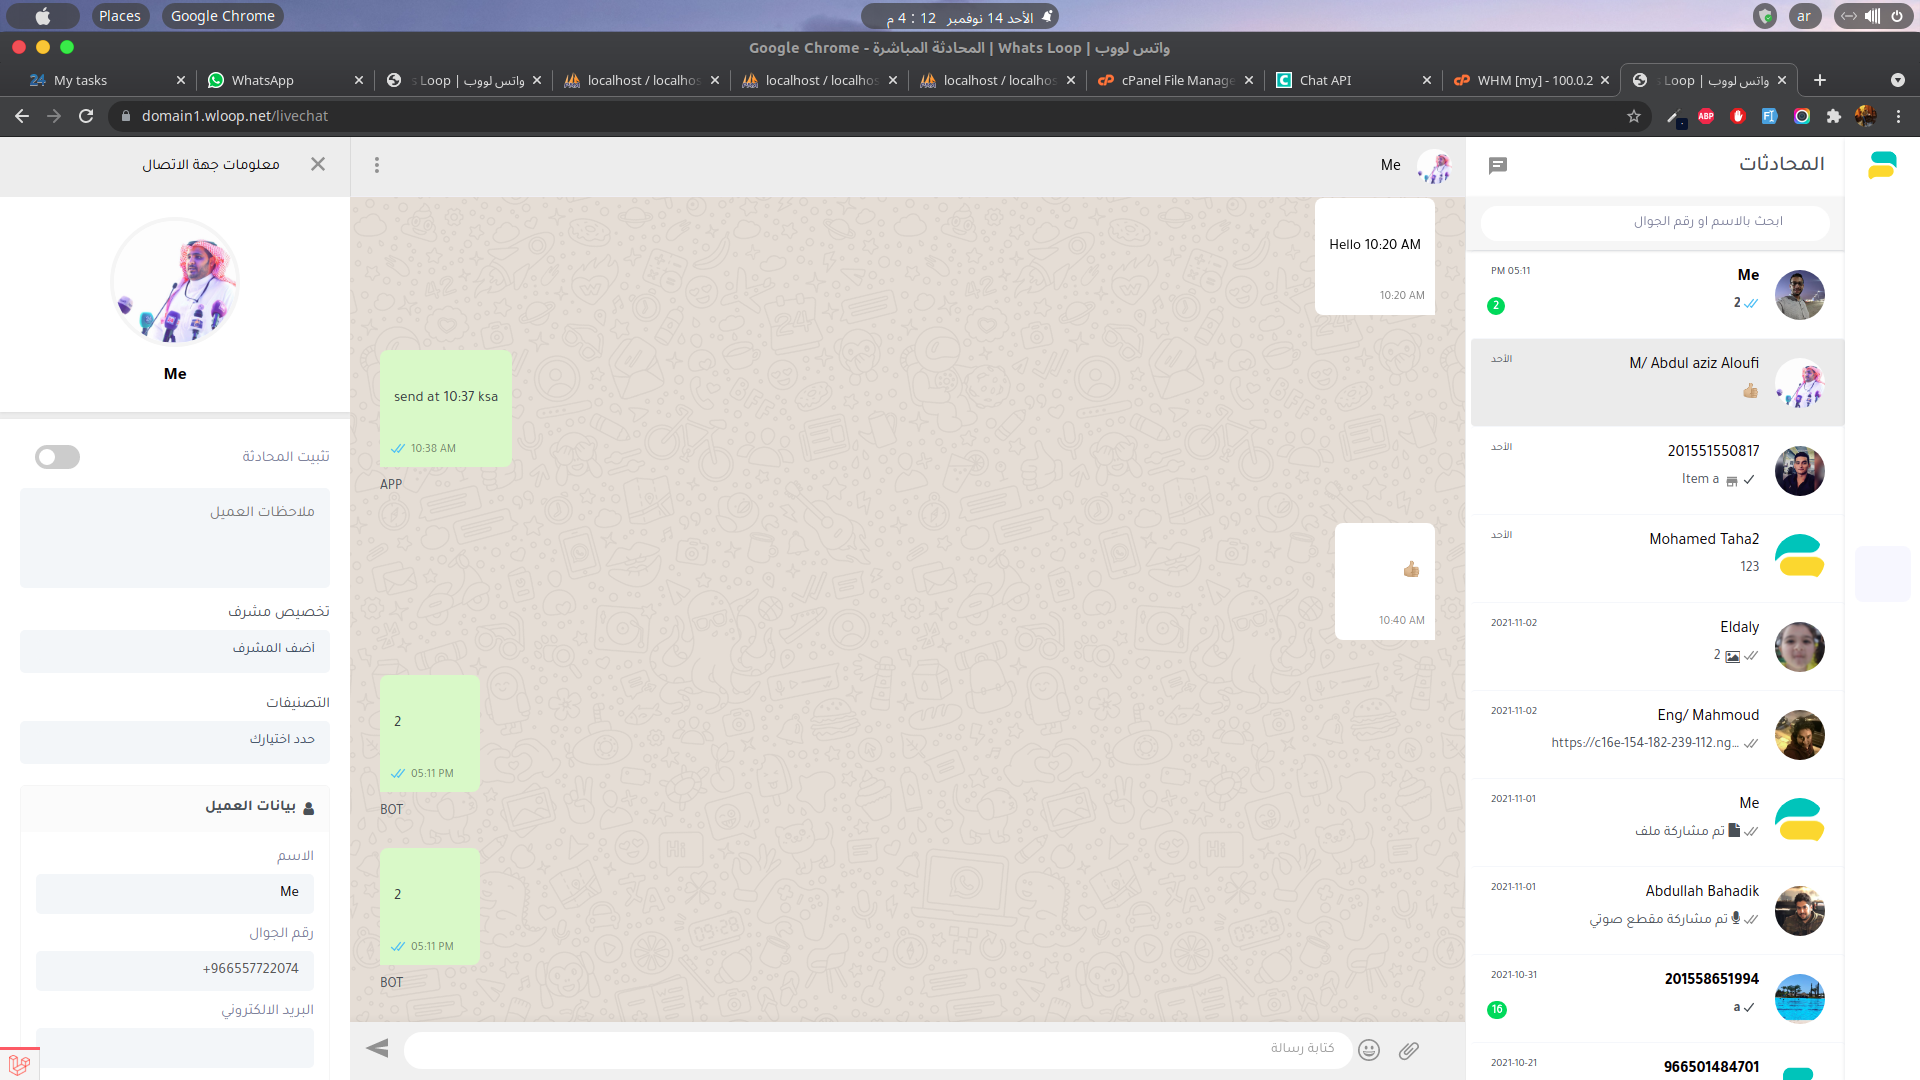 Places
Google Chrome
الأحد 14 نوفمبر 12 : 4 م
ar
واتس لووب | Whats Loop | المحادثة المباشرة - Google Chrome
My tasks
WhatsApp
واتس لووب | Loop
localhost / localhos
localhost / localhos
localhost / localhos
cPanel File Manage
Chat API
WHM [my] - 100.0.2
واتس لووب | Loop
domain1.wloop.net/livechat
ABP
المحادثات
ابحث بالاسم او رقم الجوال
Me
05:11 PM
2
2
M/ Abdul aziz Aloufi
الأحد
👍🏼
201551550817
الأحد
Item a
Mohamed Taha2
الأحد
123
Eldaly
2021-11-02
2
Eng/ Mahmoud
2021-11-02
https://c16e-154-182-239-112.ng...
Me
2021-11-01
تم مشاركة ملف
Abdullah Bahadik
2021-11-01
تم مشاركة مقطع صوتي
201558651994
2021-10-31
a
16
966501484701
2021-10-21
Me
Hello 10:20 AM
10:20 AM
send at 10:37 ksa
10:38 AM
APP
👍🏼
10:40 AM
2
05:11 PM
BOT
2
05:11 PM
BOT
كتابة رسالة
معلومات جهة الاتصال
Me
تثبيت المحادثة
ملاحظات العميل
تخصيص مشرف
أضف المشرف
التصنيفات
حدد اختيارك
بيانات العميل
الاسم
Me
رقم الجوال
+966557722074
البريد الالكتروني